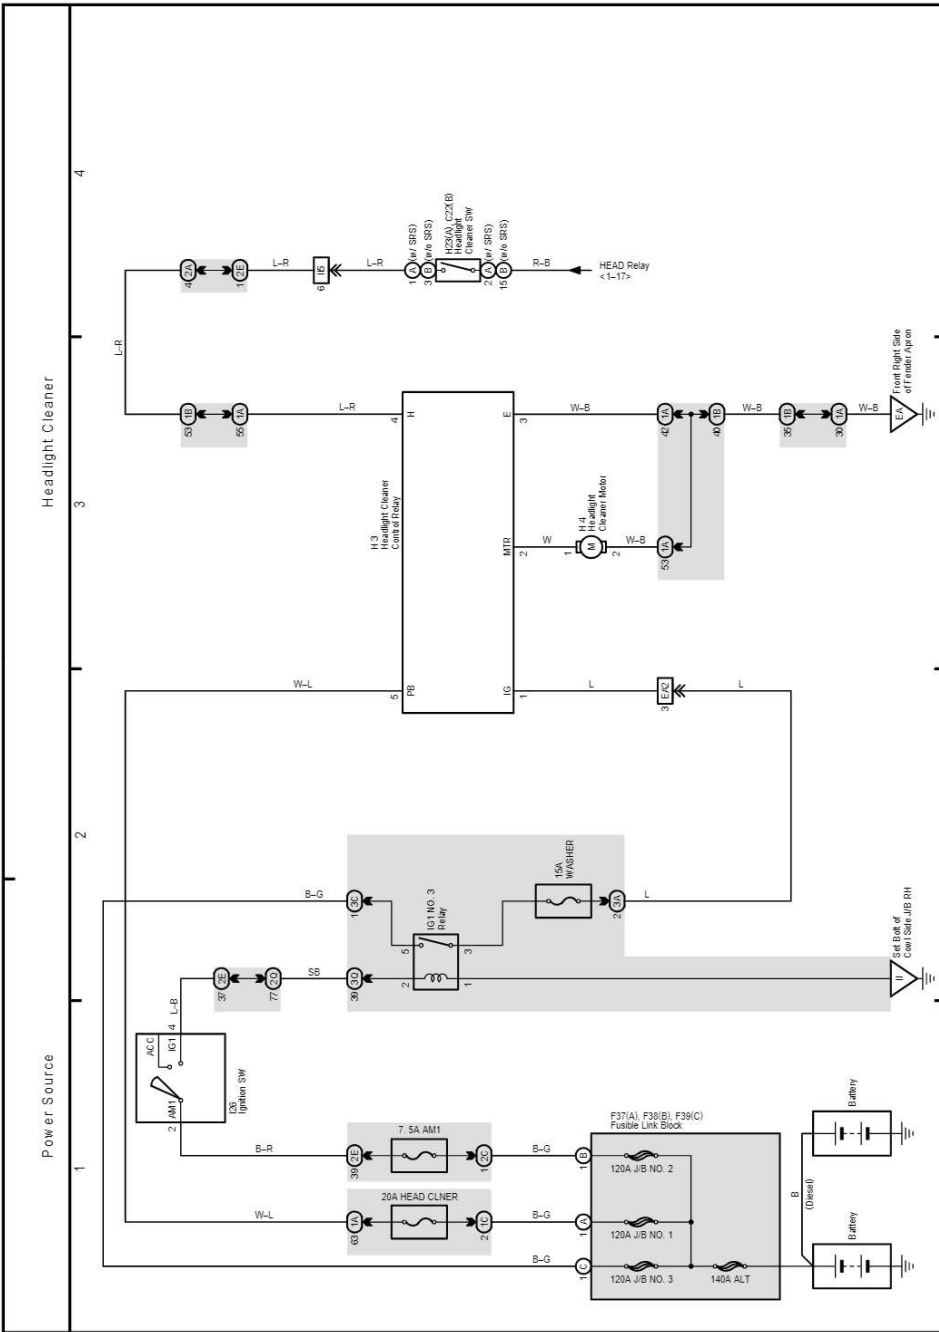 Power Source
Headlight Cleaner
1
2
3
4
B-G
W-L
L-R
L-R
4
2A
1
2E
L-R
6
II5
L-R
1
A
(w/ SRS)
3
B
(w/o SRS)
H23(A), C22(B)
Headlight
Cleaner SW
2
A
(w/ SRS)
15
B
(w/o SRS)
R-B
HEAD Relay
<1-17>
53
1B
55
1A
L-R
4
H
H 3
Headlight Cleaner
Control Relay
5
PB
E
3
MTR
2
IG
1
W-B
42
1A
40
1B
W-B
35
1B
30
1A
W-B
EA
Front Right Side
of Fender Apron
W
1
M
H 4
Headlight
Cleaner Motor
2
W-B
53
1A
L
3
EA2
L
1
3C
5
IG1 NO. 3
Relay
3
2
1
15A
WASHER
2
3A
L
37
2E
77
2Q
SB
39
3Q
II
Set Bolt of
Cowl Side J/B RH
L-B
4
IG1
ACC
AM1
2
I26
Ignition SW
B-R
39
2E
7. 5A AM1
1
2C
B-G
1
B
120A J/B NO. 2
W-L
63
1A
20A HEAD CLNER
2
1C
B-G
1
A
120A J/B NO. 1
B-G
1
C
120A J/B NO. 3
140A ALT
F37(A), F38(B), F39(C)
Fusible Link Block
B
(Diesel)
Battery
Battery